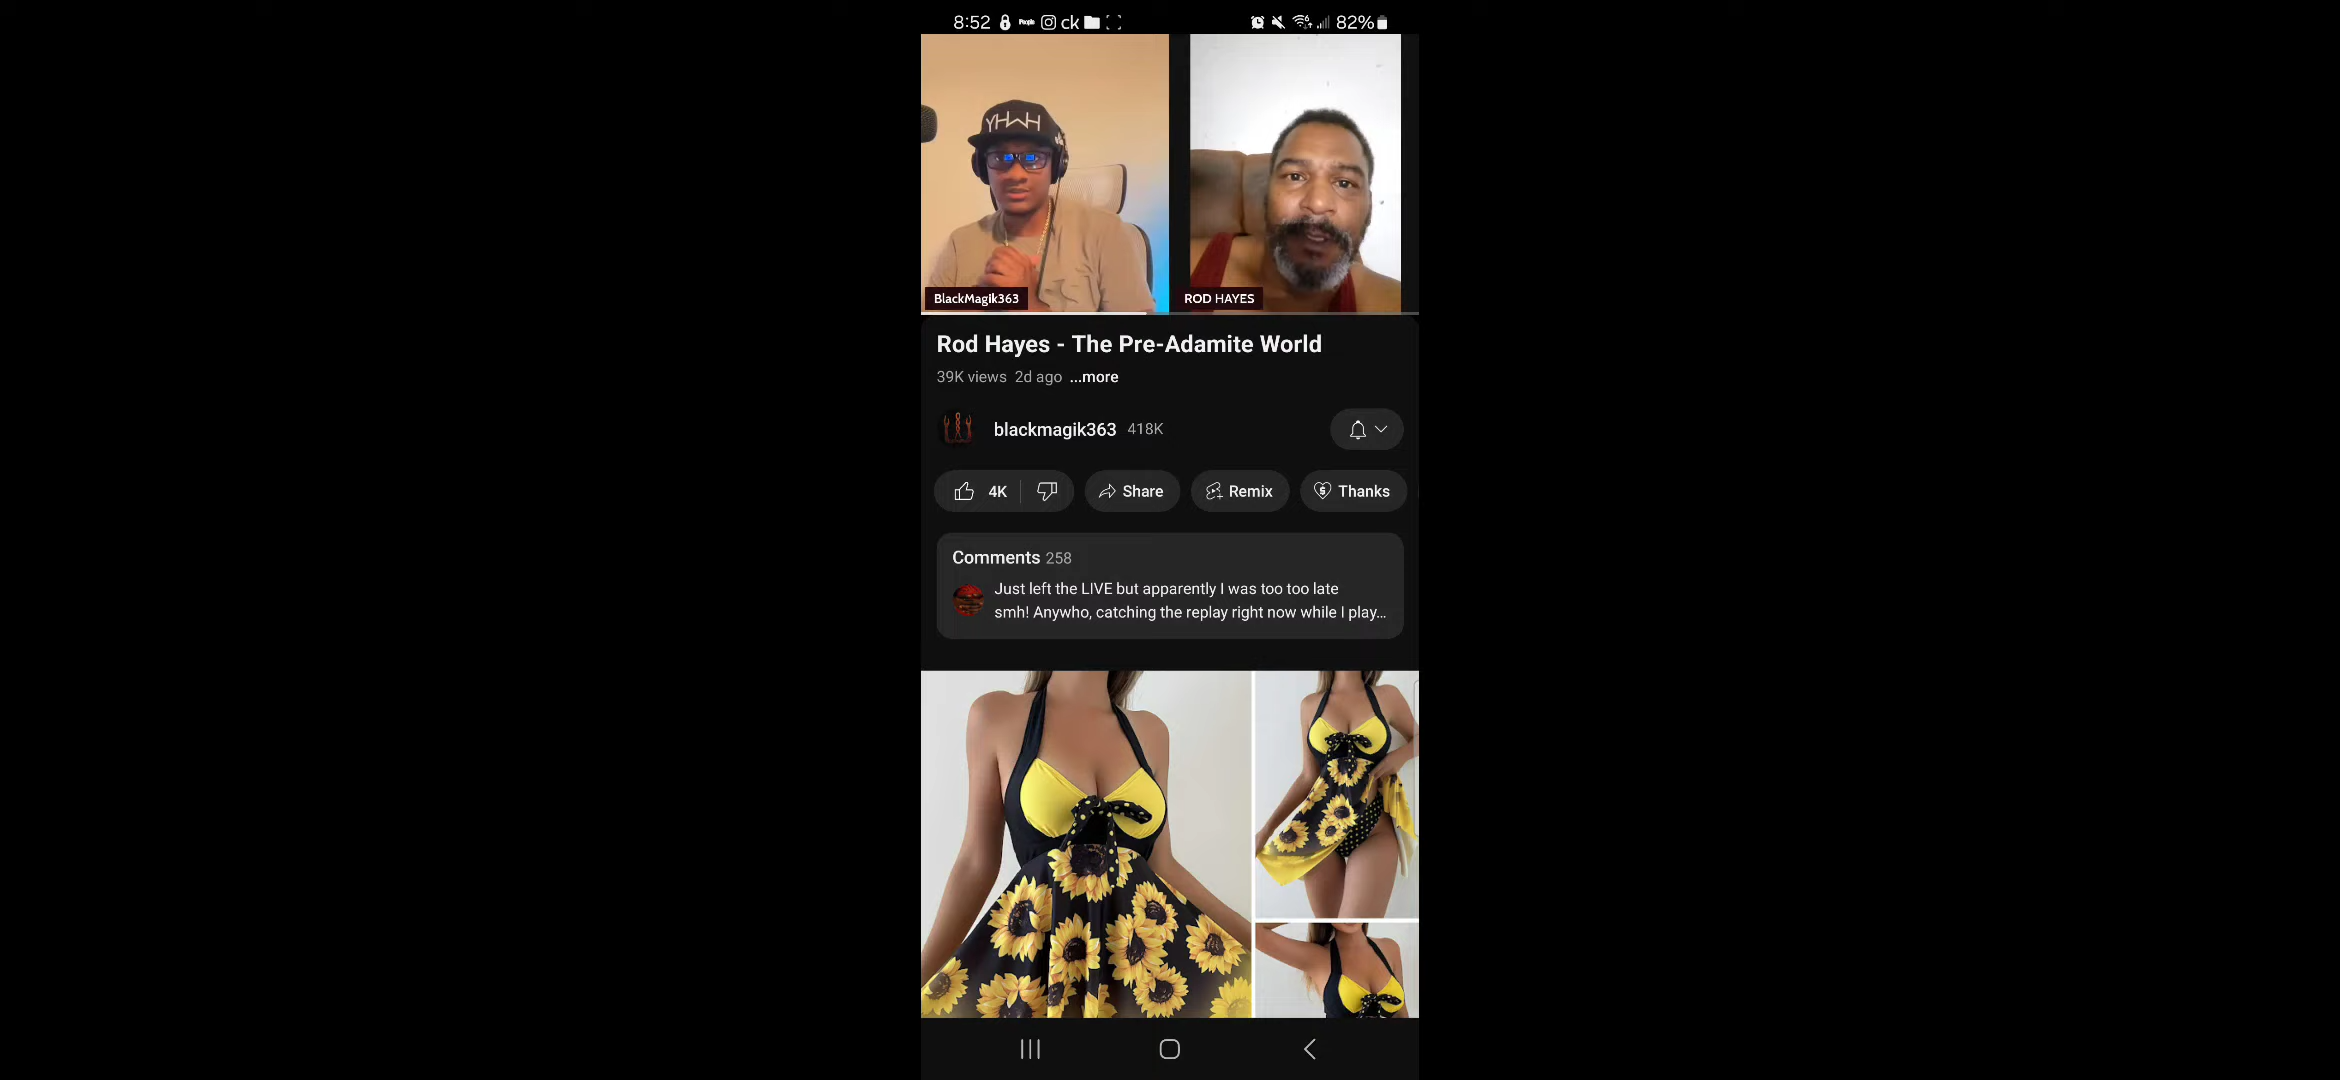 8:52 People ck 82%
YHWH
BlackMagik363
ROD HAYES
Rod Hayes - The Pre-Adamite World
39K views 2d ago ...more
blackmagik363 418K
4K Share Remix Thanks
Comments 258
Just left the LIVE but apparently I was too too late
smh! Anywho, catching the replay right now while I play...